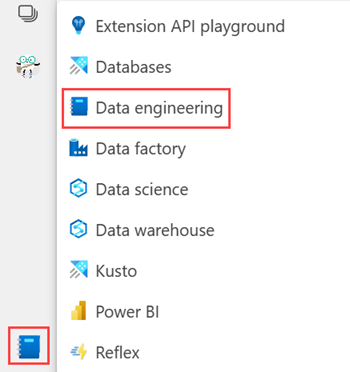 Extension API playground
Databases
Data engineering
Data factory
Data science
Data warehouse
Kusto
Power BI
Reflex